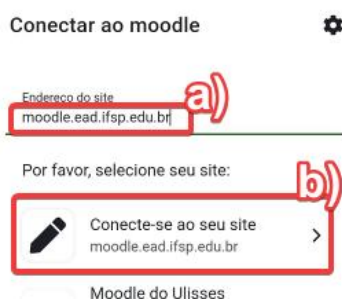 Conectar ao moodle
a)
Endereço do site
moodle.ead.ifsp.edu.br
Por favor, selecione seu site:
b)
Conecte-se ao seu site
moodle.ead.ifsp.edu.br
Moodle do Ulisses